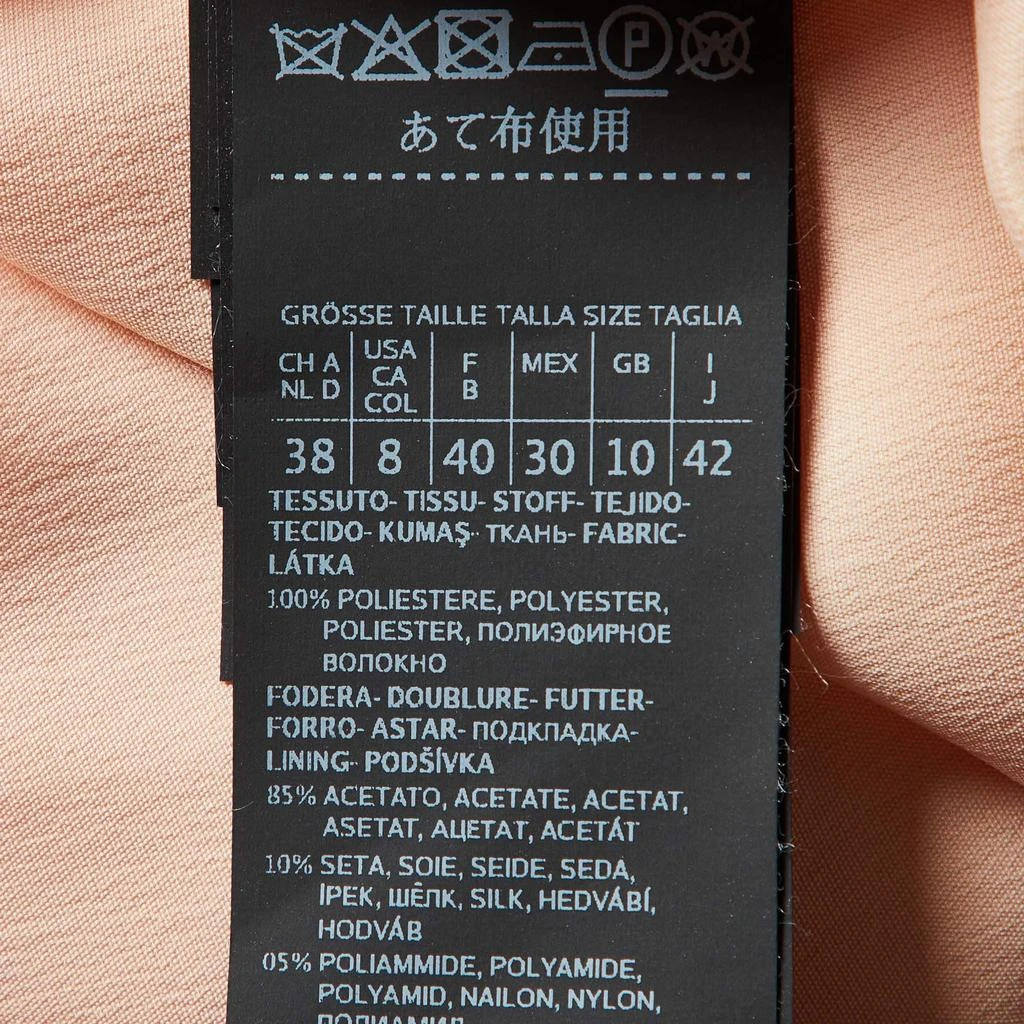 P W
あて布使用
GRÖSSE TAILLE TALLA SIZE TAGLIA
CH A NL D USA CA COL F B MEX GB I J
38 8 40 30 10 42
TESSUTO- TISSU- STOFF- TEJIDO-
TECIDO- KUMAŞ- ТКАНЬ- FABRIC-
LÁTKA
100% POLIESTERE, POLYESTER,
POLIESTER, ПОЛИЭФИРНОЕ
ВОЛОКНО
FODERA- DOUBLURE- FUTTER-
FORRO- ASTAR- ПОДКПАДКА-
LINING- PODŠÍVKA
85% ACETATO, ACETATE, ACETAT,
ASETAT, АЦЕТАТ, ACETÁT
10% SETA, SOIE, SEIDE, SEDA,
İPEK, ШЁЛК, SILK, HEDVÁBÍ,
HODVÁB
05% POLIAMMIDE, POLYAMIDE,
POLYAMID, NAILON, NYLON,
ПОЛИАМИД